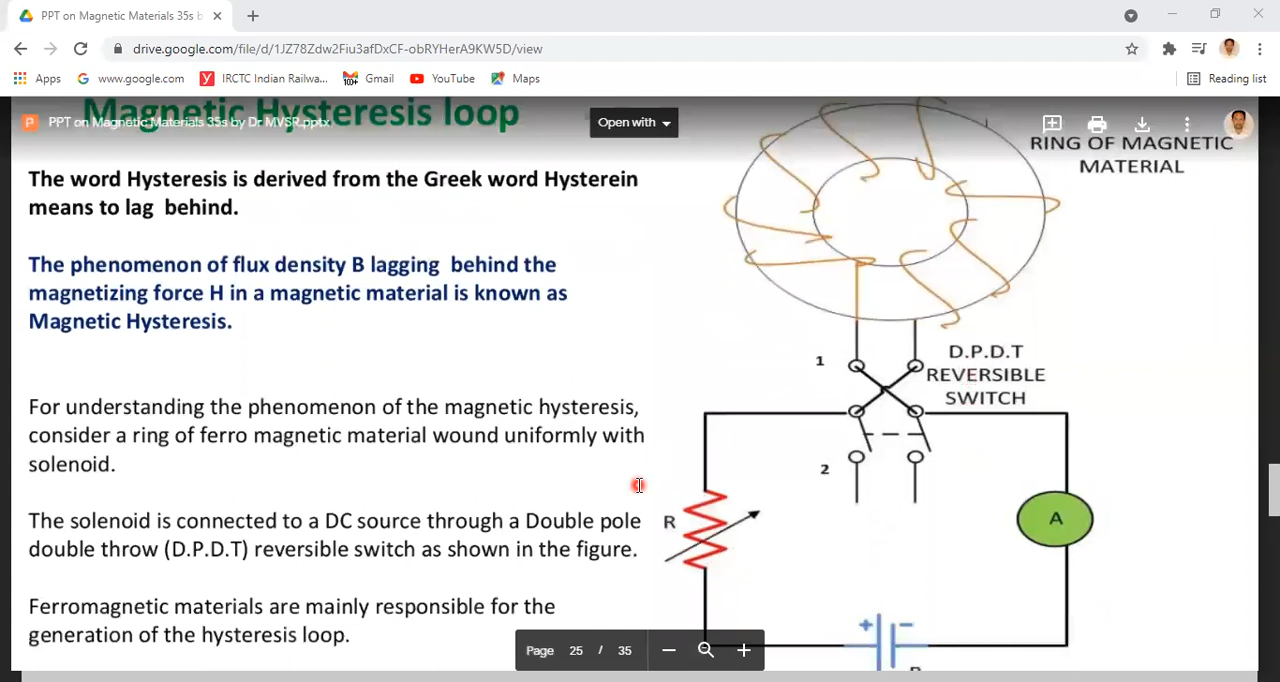 PPT on Magnetic Materials 35s b
drive.google.com/file/d/1JZ78Zdw2Fiu3afDxCF-obRYHerA9KW5D/view
Apps www.google.com IRCTC Indian Railwa... Gmail YouTube Maps Reading list
Magnetic Hysteresis loop
PPT on Magnetic Materials 35s by Dr MVSR.pptx
Open with
RING OF MAGNETIC
MATERIAL
The word Hysteresis is derived from the Greek word Hysterein
means to lag behind.
The phenomenon of flux density B lagging behind the
magnetizing force H in a magnetic material is known as
Magnetic Hysteresis.
1
D.P.D.T
REVERSIBLE
SWITCH
2
For understanding the phenomenon of the magnetic hysteresis,
consider a ring of ferro magnetic material wound uniformly with
solenoid.
The solenoid is connected to a DC source through a Double pole
double throw (D.P.D.T) reversible switch as shown in the figure.
R
A
Ferromagnetic materials are mainly responsible for the
generation of the hysteresis loop.
+ −
Page 25 / 35